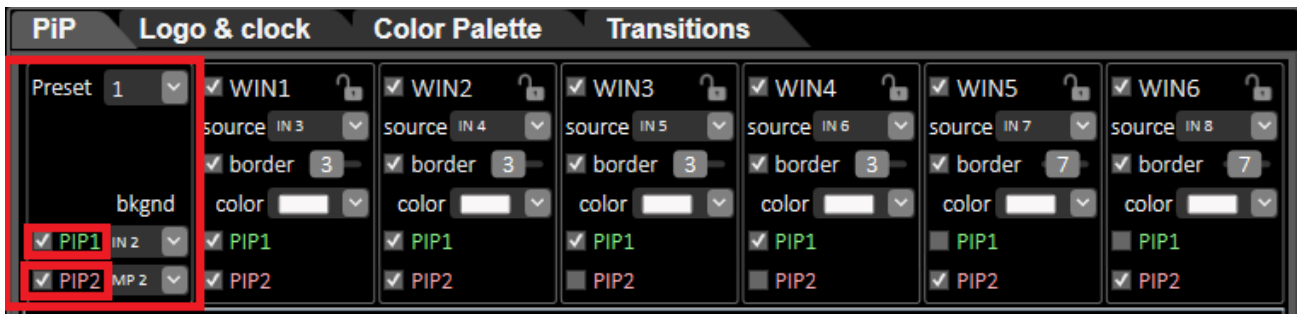 PiP Logo & clock Color Palette Transitions
Preset 1 WIN1 WIN2 WIN3 WIN4 WIN5 WIN6
source IN 3 source IN 4 source IN 5 source IN 6 source IN 7 source IN 8
border 3 border 3 border 3 border 3 border 7 border 7
bkgnd color color color color color color
PIP1 IN 2 PIP1 PIP1 PIP1 PIP1 PIP1 PIP1
PIP2 MP 2 PIP2 PIP2 PIP2 PIP2 PIP2 PIP2